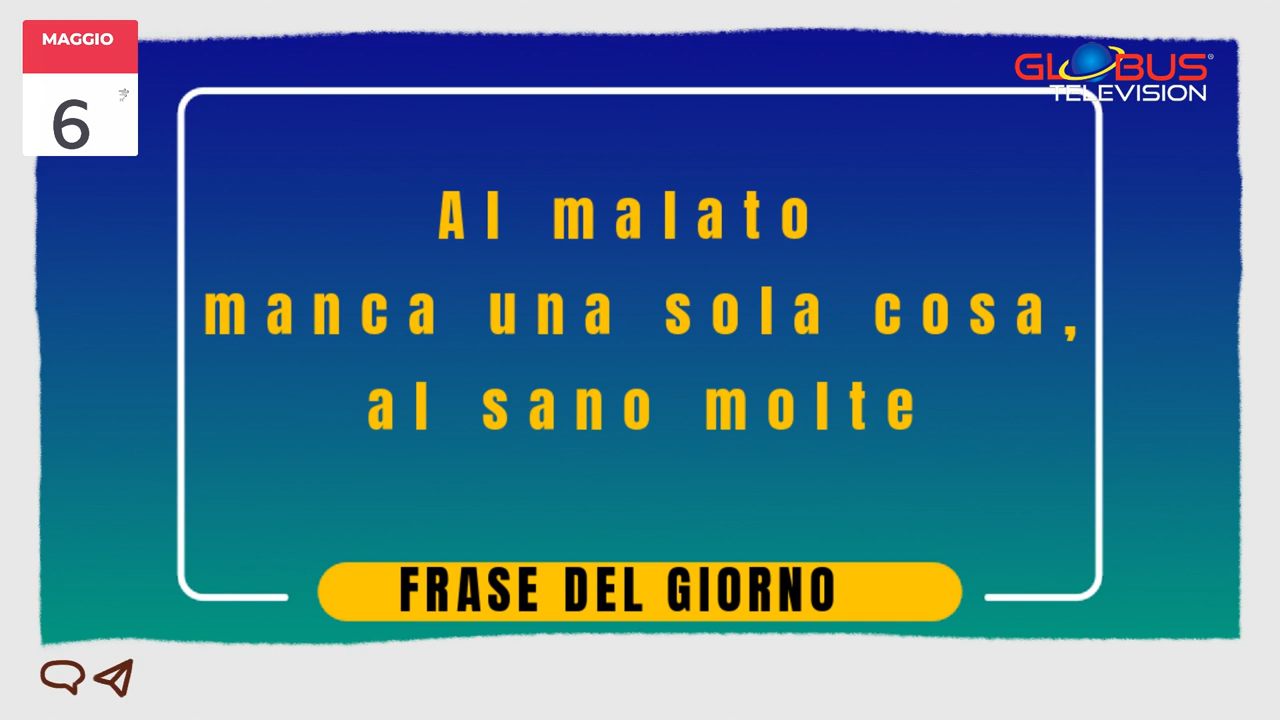 MAGGIO
6
GLOBUS®
TELEVISION
Al malato
manca una sola cosa,
al sano molte
FRASE DEL GIORNO